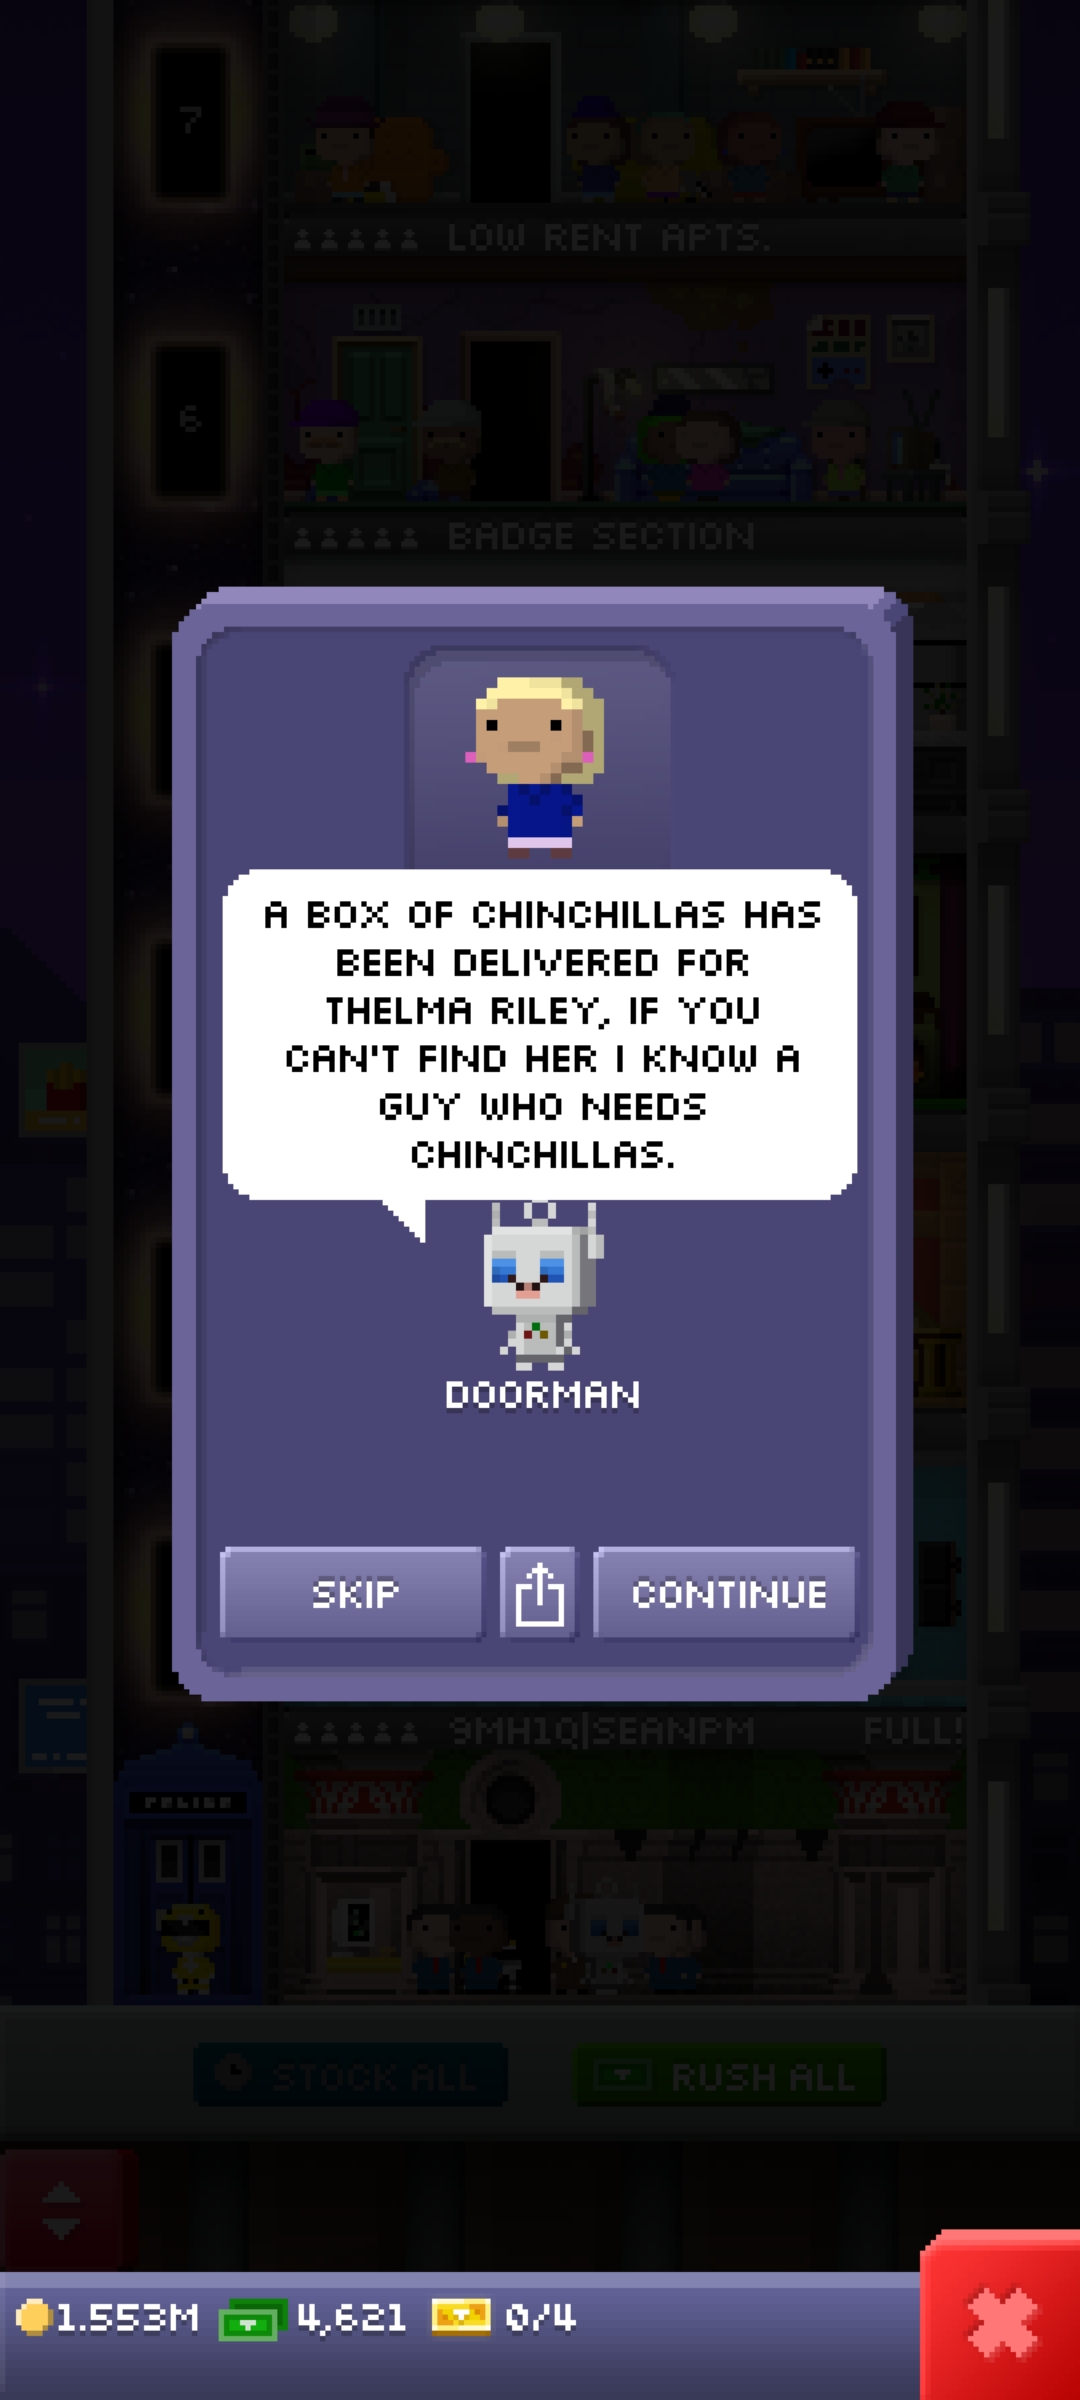 7
LOW RENT APTS.
6
BADGE SECTION
A BOX OF CHINCHILLAS HAS
BEEN DELIVERED FOR
THELMA RILEY, IF YOU
CAN'T FIND HER I KNOW A
GUY WHO NEEDS
CHINCHILLAS.
DOORMAN
SKIP
CONTINUE
9MH1Q|SEANPM FULL!
POLICE
STOCK ALL
RUSH ALL
1.553M 4,621 0/4